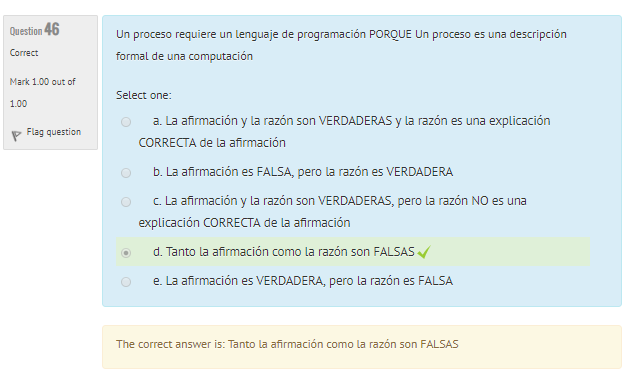 Question 46
Correct
Mark 1.00 out of
1.00
Flag question
Un proceso requiere un lenguaje de programación PORQUE Un proceso es una descripción
formal de una computación
Select one:
a. La afirmación y la razón son VERDADERAS y la razón es una explicación
CORRECTA de la afirmación
b. La afirmación es FALSA, pero la razón es VERDADERA
c. La afirmación y la razón son VERDADERAS, pero la razón NO es una
explicación CORRECTA de la afirmación
d. Tanto la afirmación como la razón son FALSAS
e. La afirmación es VERDADERA, pero la razón es FALSA
The correct answer is: Tanto la afirmación como la razón son FALSAS